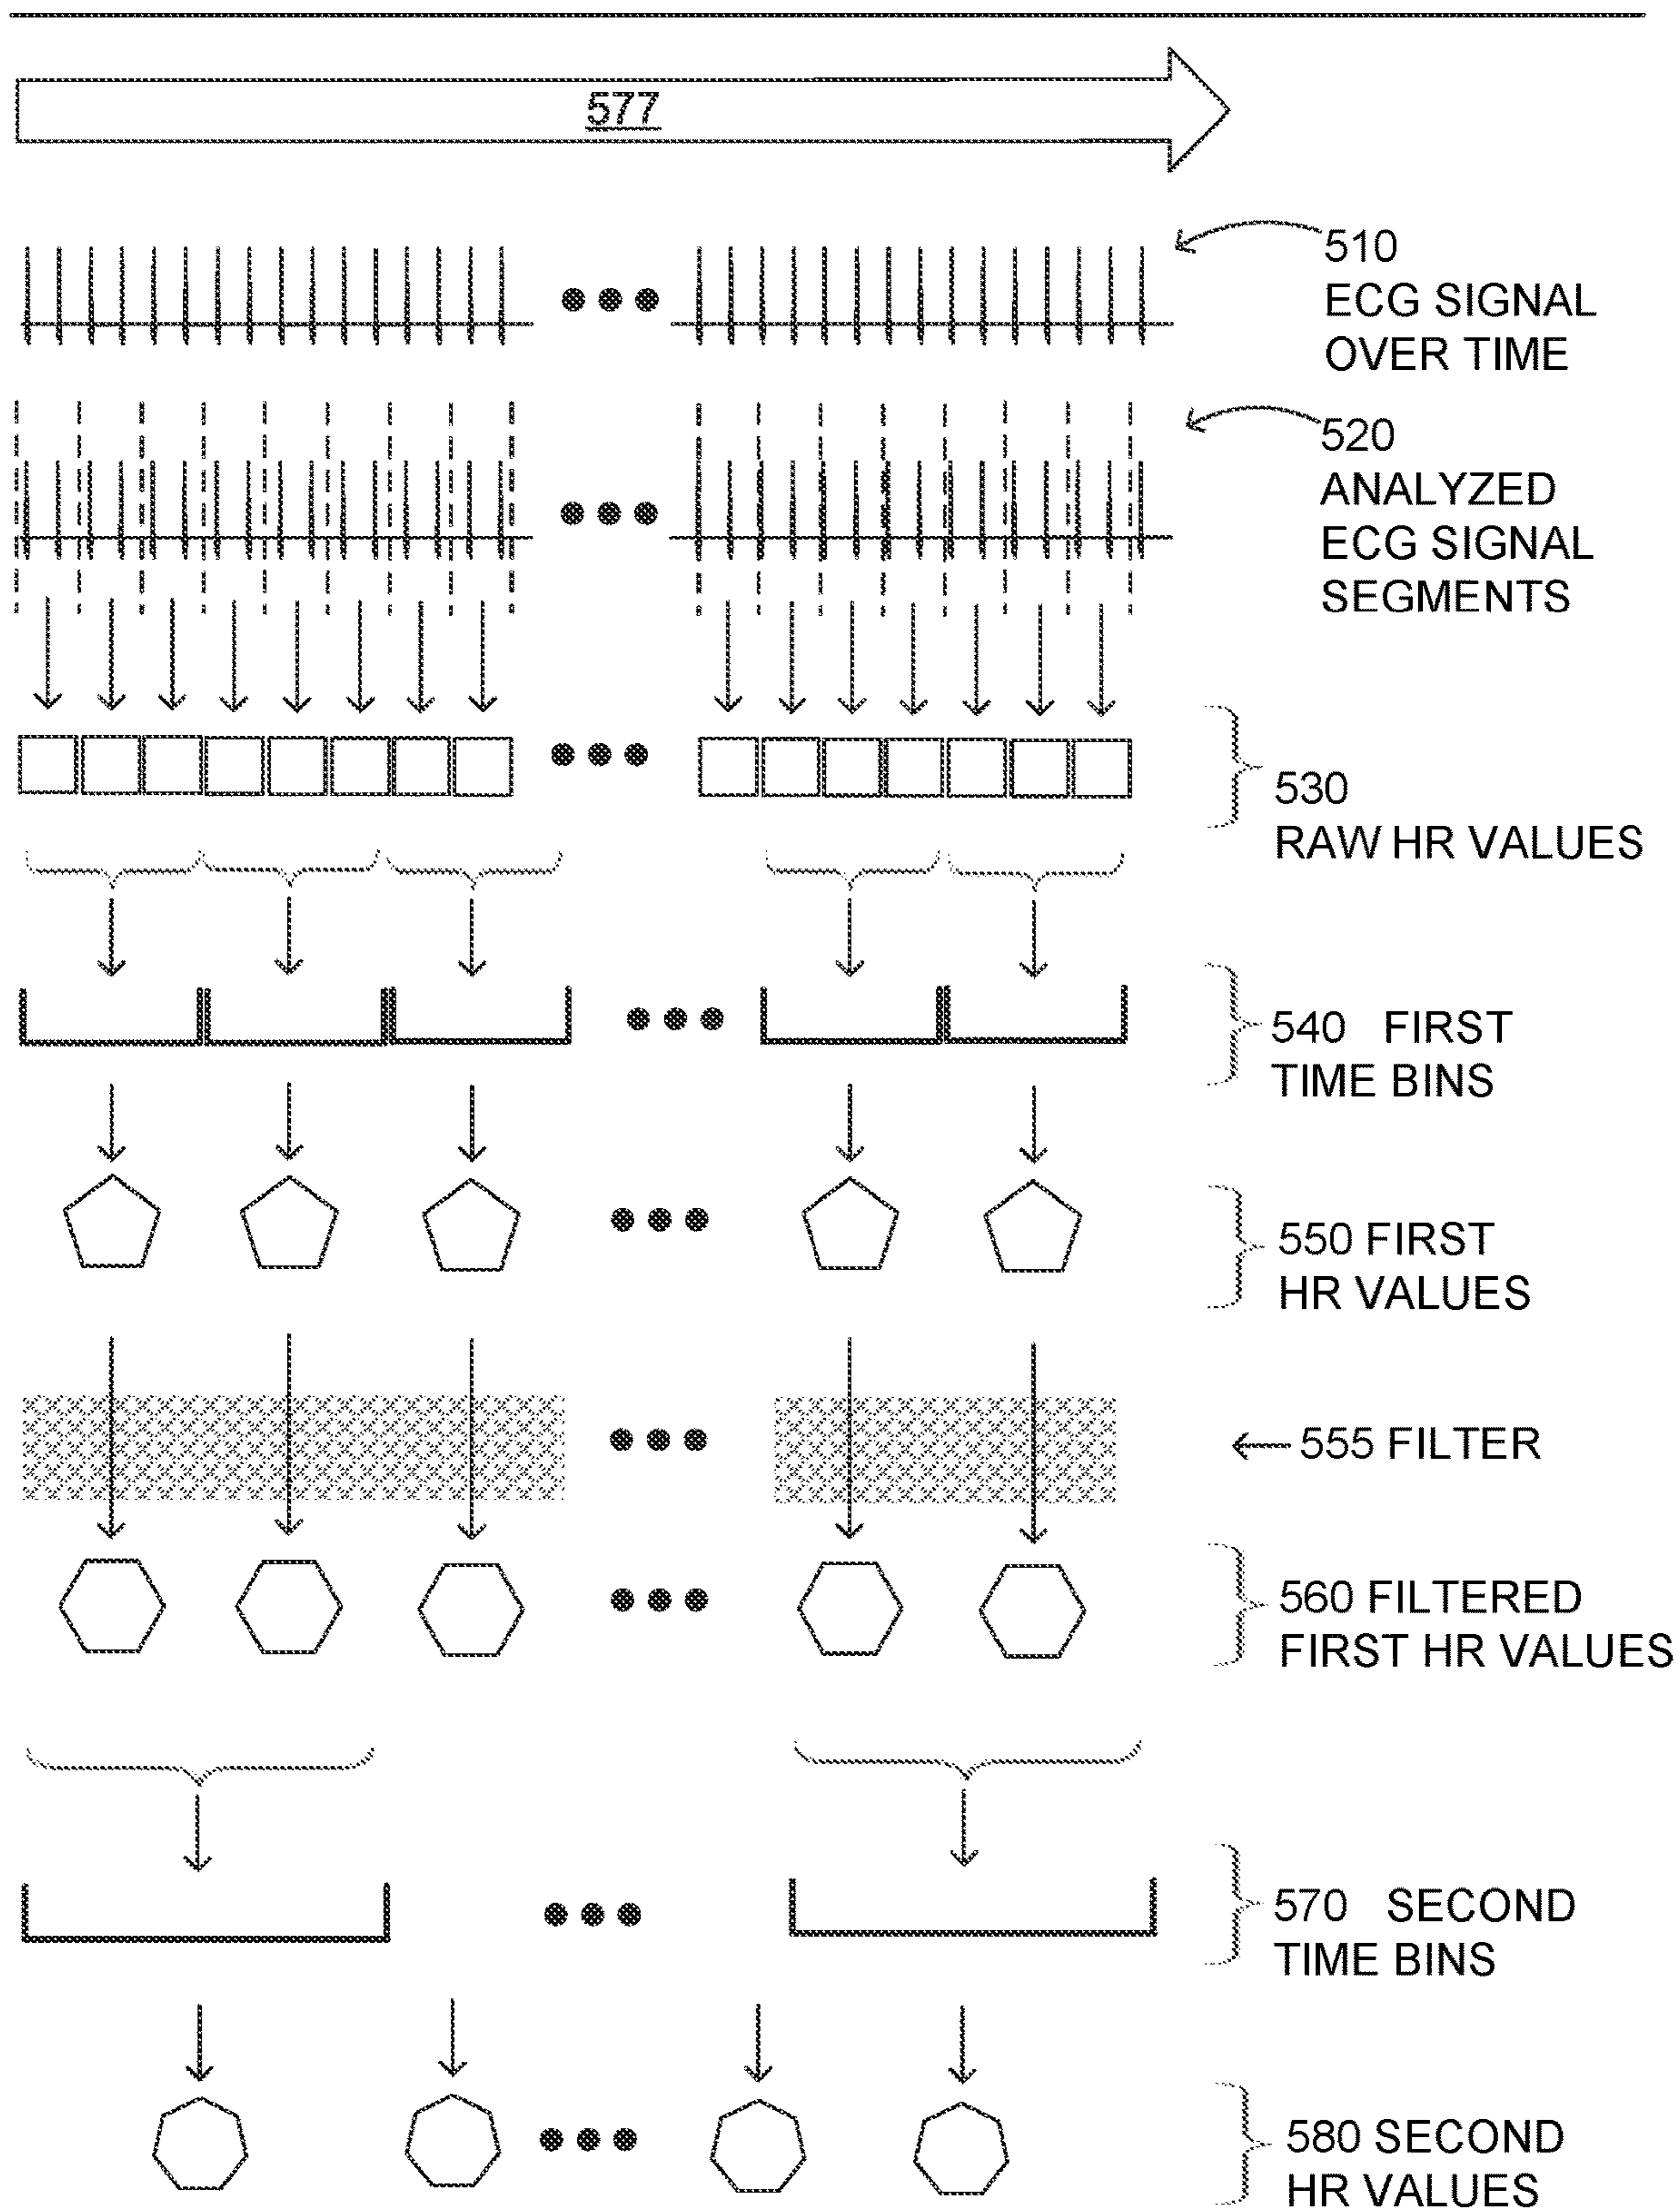 577
510
ECG SIGNAL
OVER TIME
520
ANALYZED
ECG SIGNAL
SEGMENTS
530
RAW HR VALUES
540 FIRST
TIME BINS
550 FIRST
HR VALUES
555 FILTER
560 FILTERED
FIRST HR VALUES
570 SECOND
TIME BINS
580 SECOND
HR VALUES